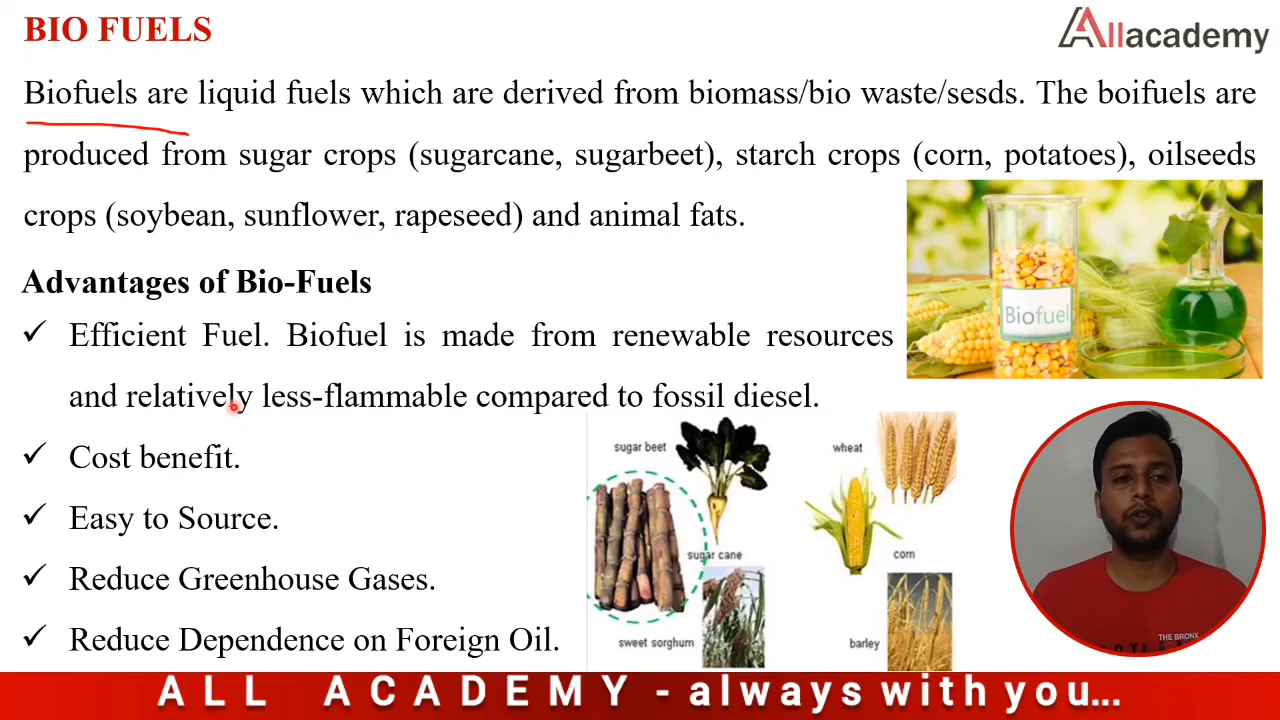 BIO FUELS
Allacademy
Biofuels are liquid fuels which are derived from biomass/bio waste/sesds. The boifuels are
produced from sugar crops (sugarcane, sugarbeet), starch crops (corn, potatoes), oilseeds
crops (soybean, sunflower, rapeseed) and animal fats.
Biofuel
Advantages of Bio-Fuels
✓ Efficient Fuel. Biofuel is made from renewable resources
and relatively less-flammable compared to fossil diesel.
✓ Cost benefit.
✓ Easy to Source.
✓ Reduce Greenhouse Gases.
✓ Reduce Dependence on Foreign Oil.
sugar beet
wheat
sugar cane
corn
sweet sorghum
barley
THE BRONX
ALL ACADEMY - always with you...